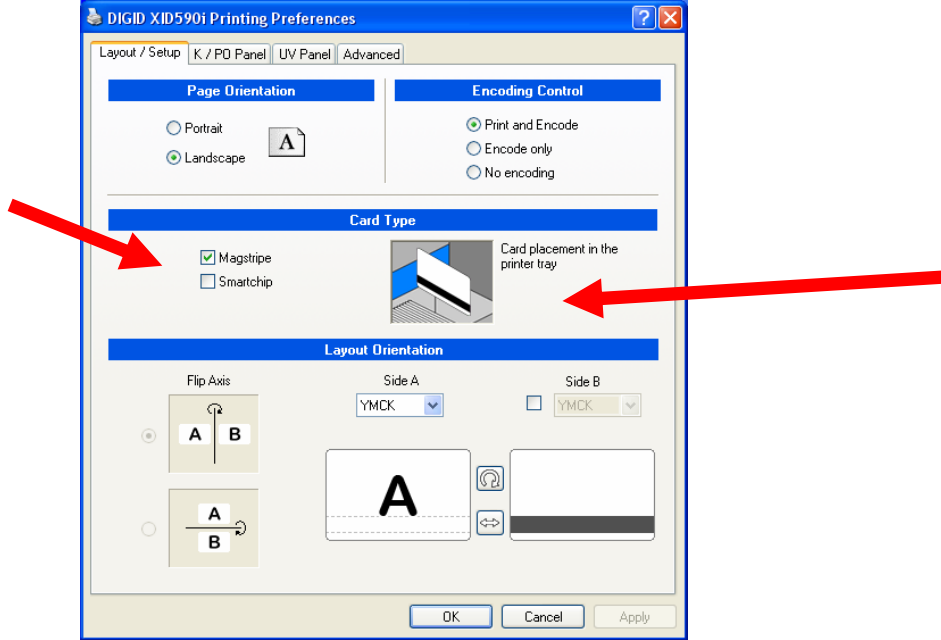 DIGID XID590i Printing Preferences
Layout / Setup K / PO Panel UV Panel Advanced
Page Orientation
Portrait
Landscape
A
Encoding Control
Print and Encode
Encode only
No encoding
Card Type
Magstripe
Smartchip
Card placement in the
printer tray
Layout Orientation
Flip Axis
A B
A
B
Side A
YMCK
A
Side B
YMCK
OK Cancel Apply